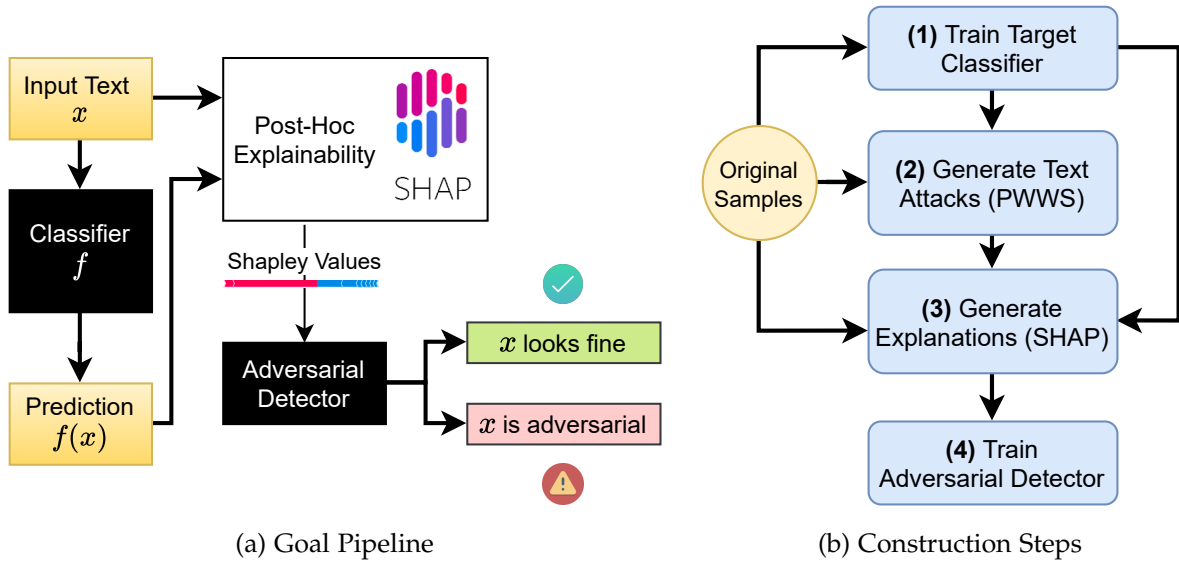 Input Text
x
Classifier
f
Prediction
f(x)
Post-Hoc
Explainability
SHAP
Shapley Values
Adversarial
Detector
x looks fine
x is adversarial
(a) Goal Pipeline
Original
Samples
(1) Train Target
Classifier
(2) Generate Text
Attacks (PWWS)
(3) Generate
Explanations (SHAP)
(4) Train
Adversarial Detector
(b) Construction Steps